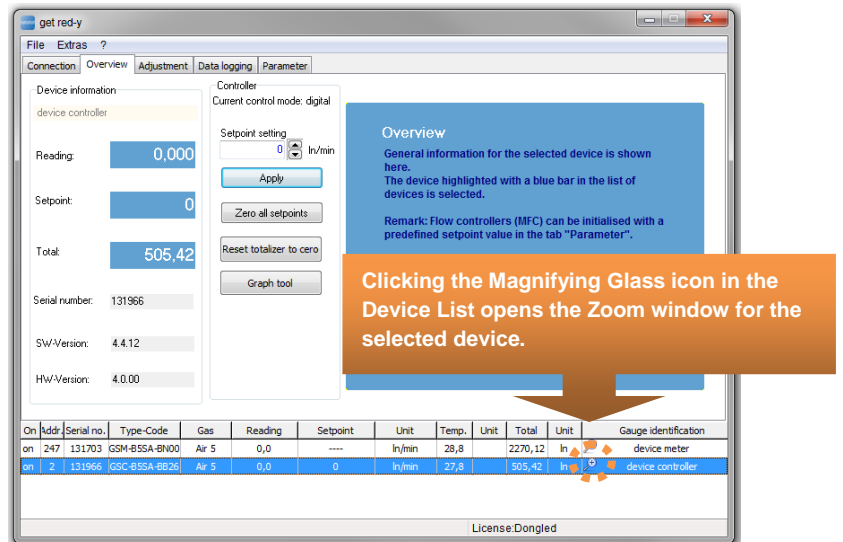 get red-y
File Extras ?
Connection Overview Adjustment Data logging Parameter
Device information
device controller
Reading: 0,000
Setpoint: 0
Total: 505,42
Serial number: 131966
SW-Version: 4.4.12
HW-Version: 4.0.00
Controller
Current control mode: digital
Setpoint setting
0 ln/min
Apply
Zero all setpoints
Reset totalizer to cero
Graph tool
Overview
General information for the selected device is shown
here.
The device highlighted with a blue bar in the list of
devices is selected.
Remark: Flow controllers (MFC) can be initialised with a
predefined setpoint value in the tab "Parameter".
Clicking the Magnifying Glass icon in the
Device List opens the Zoom window for the
selected device.
On Addr. Serial no. Type-Code Gas Reading Setpoint Unit Temp. Unit Total Unit Gauge identification
on 247 131703 GSM-B5SA-BN00 Air 5 0,0 ---- ln/min 28,8 2270,12 ln device meter
on 2 131966 GSC-B5SA-BB26 Air 5 0,0 0 ln/min 27,8 505,42 ln device controller
License:Dongled